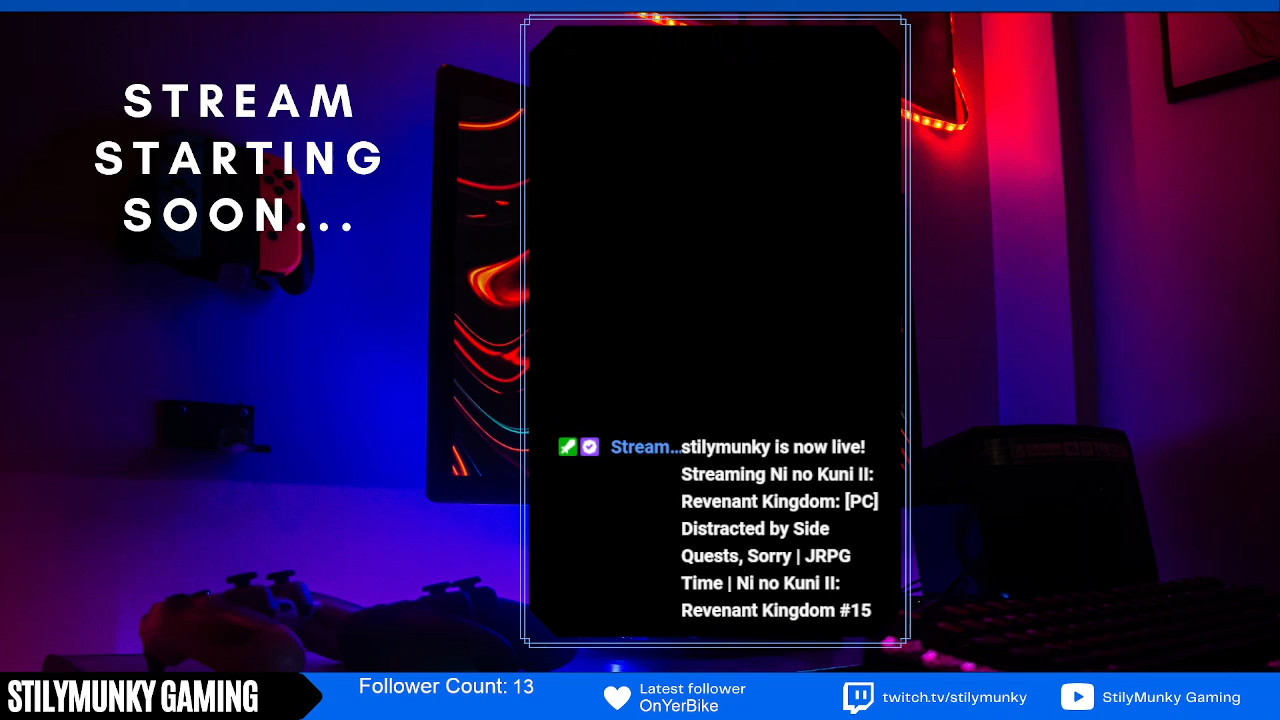 STREAM
STARTING
SOON...
Stream... stilymunky is now live!
Streaming Ni no Kuni II:
Revenant Kingdom: [PC]
Distracted by Side
Quests, Sorry | JRPG
Time | Ni no Kuni II:
Revenant Kingdom #15
STILYMUNKY GAMING
Follower Count: 13
Latest follower
OnYerBike
twitch.tv/stilymunky
StilyMunky Gaming